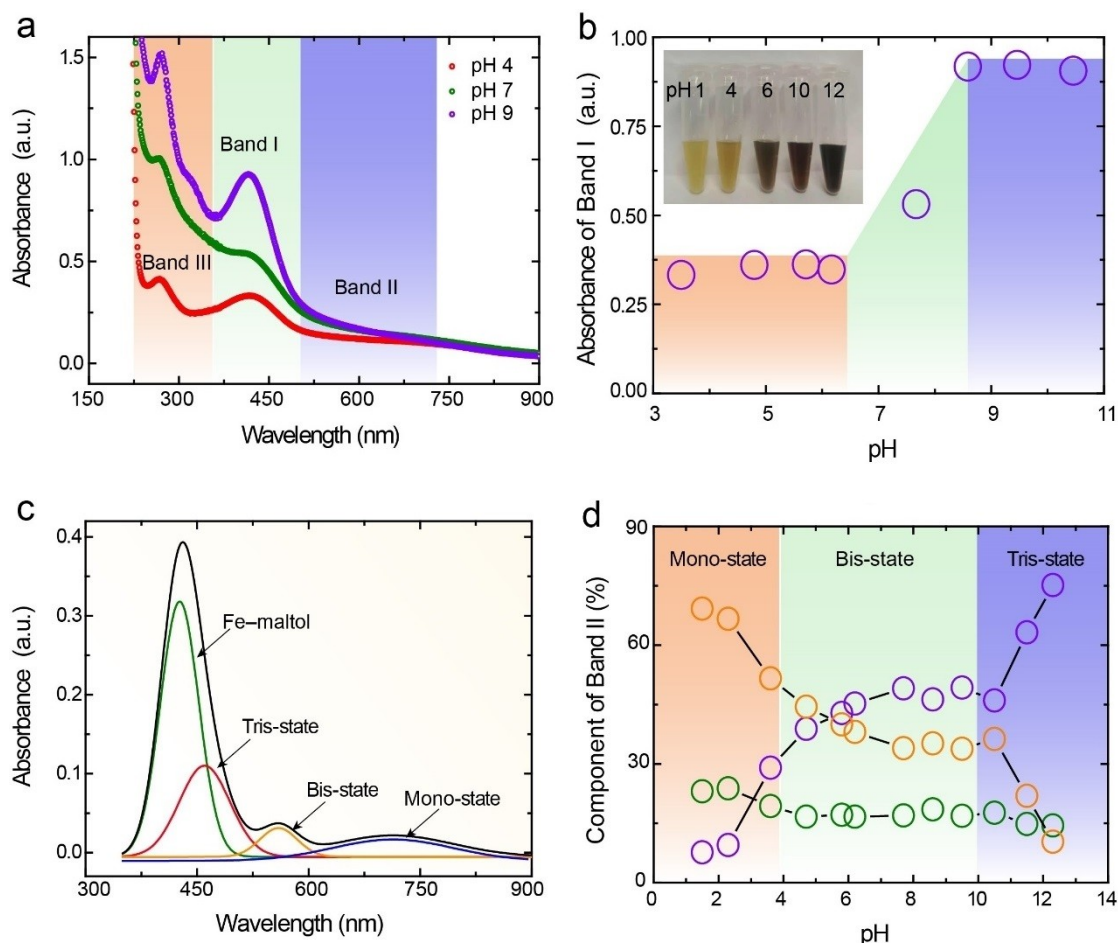 a
1.5
1.0
0.5
0.0
Absorbance (a.u.)
pH 4
pH 7
pH 9
Band I
Band III
Band II
150 300 450 600 750 900
Wavelength (nm)
b
1.00
0.75
0.50
0.25
0.00
Absorbance of Band I (a.u.)
pH 1 4 6 10 12
3 5 7 9 11
pH
c
0.4
0.3
0.2
0.1
0.0
Absorbance (a.u.)
Fe–maltol
Tris-state
Bis-state
Mono-state
300 450 600 750 900
Wavelength (nm)
d
90
60
30
0
Component of Band II (%)
Mono-state Bis-state Tris-state
0 2 4 6 8 10 12 14
pH